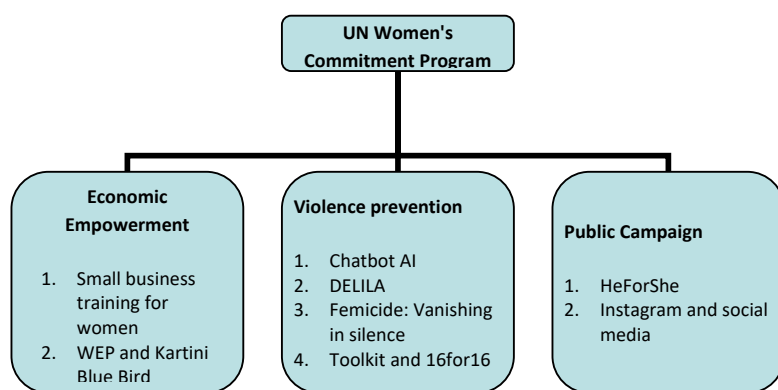 UN Women's
Commitment Program
Economic
Empowerment
1. Small business
training for
women
2. WEP and Kartini
Blue Bird
Violence prevention
1. Chatbot AI
2. DELILA
3. Femicide: Vanishing
in silence
4. Toolkit and 16for16
Public Campaign
1. HeForShe
2. Instagram and social
media